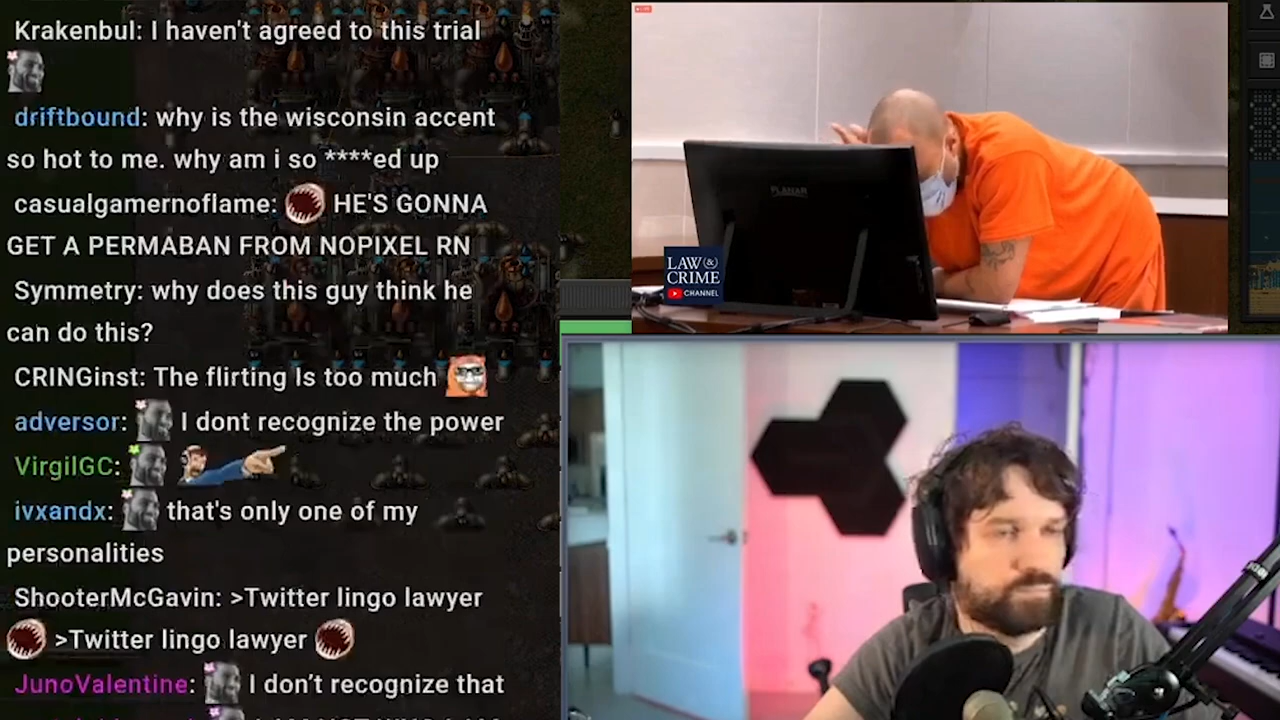 Krakenbul: I haven't agreed to this trial
driftbound: why is the wisconsin accent
so hot to me. why am i so ****ed up
casualgamernoflame: HE'S GONNA
GET A PERMABAN FROM NOPIXEL RN
Symmetry: why does this guy think he
can do this?
CRINGinst: The flirting Is too much
adversor: I dont recognize the power
VirgilGC:
ivxandx: that's only one of my
personalities
ShooterMcGavin: >Twitter lingo lawyer
>Twitter lingo lawyer
JunoValentine: I don't recognize that
PLANAR
LAW &
CRIME
CHANNEL